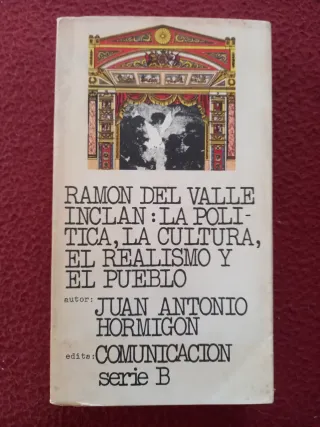 RAMON DEL VALLE
INCLAN: LA POLI-
TICA, LA CULTURA,
EL REALISMO Y
EL PUEBLO
autor: JUAN ANTONIO
HORMIGON
edita: COMUNICACION
serie B